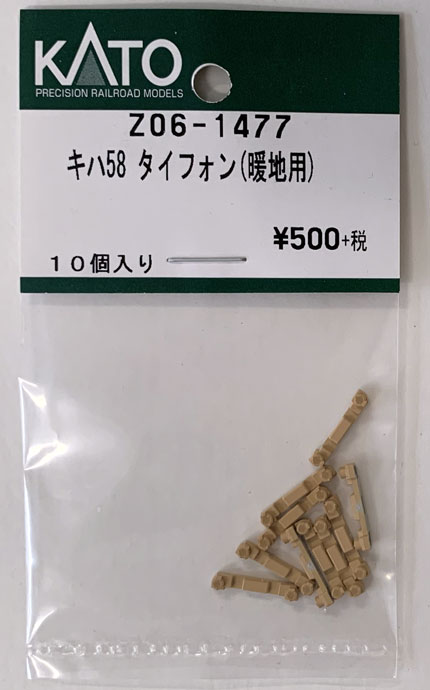 KATO
PRECISION RAILROAD MODELS
Z06-1477
キハ58 タイフォン(暖地用)
¥500+税
10個入り